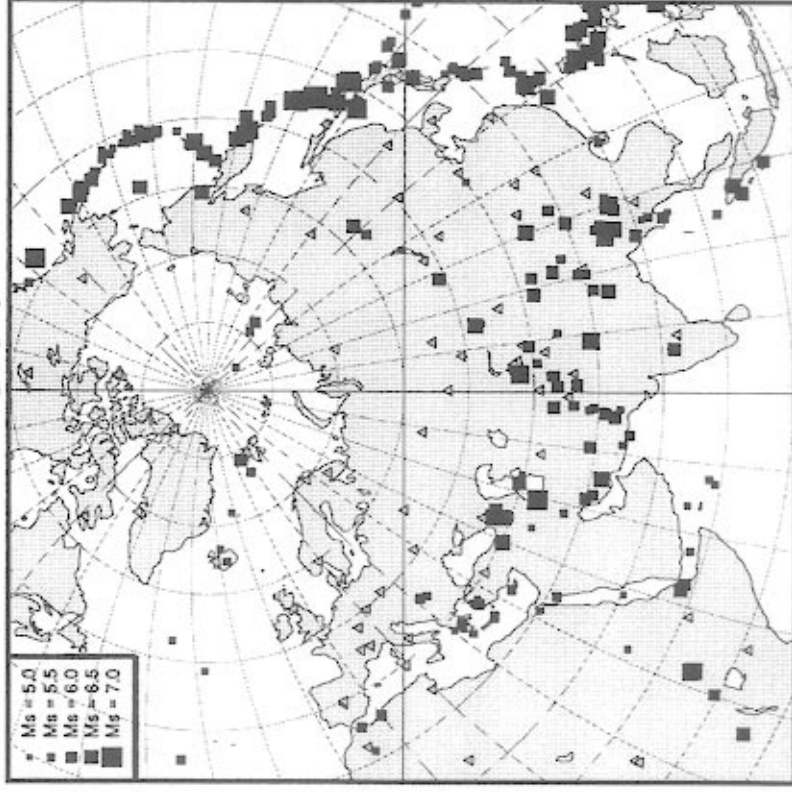 Ms = 5.0
Ms = 5.5
Ms = 6.0
Ms = 6.5
Ms = 7.0